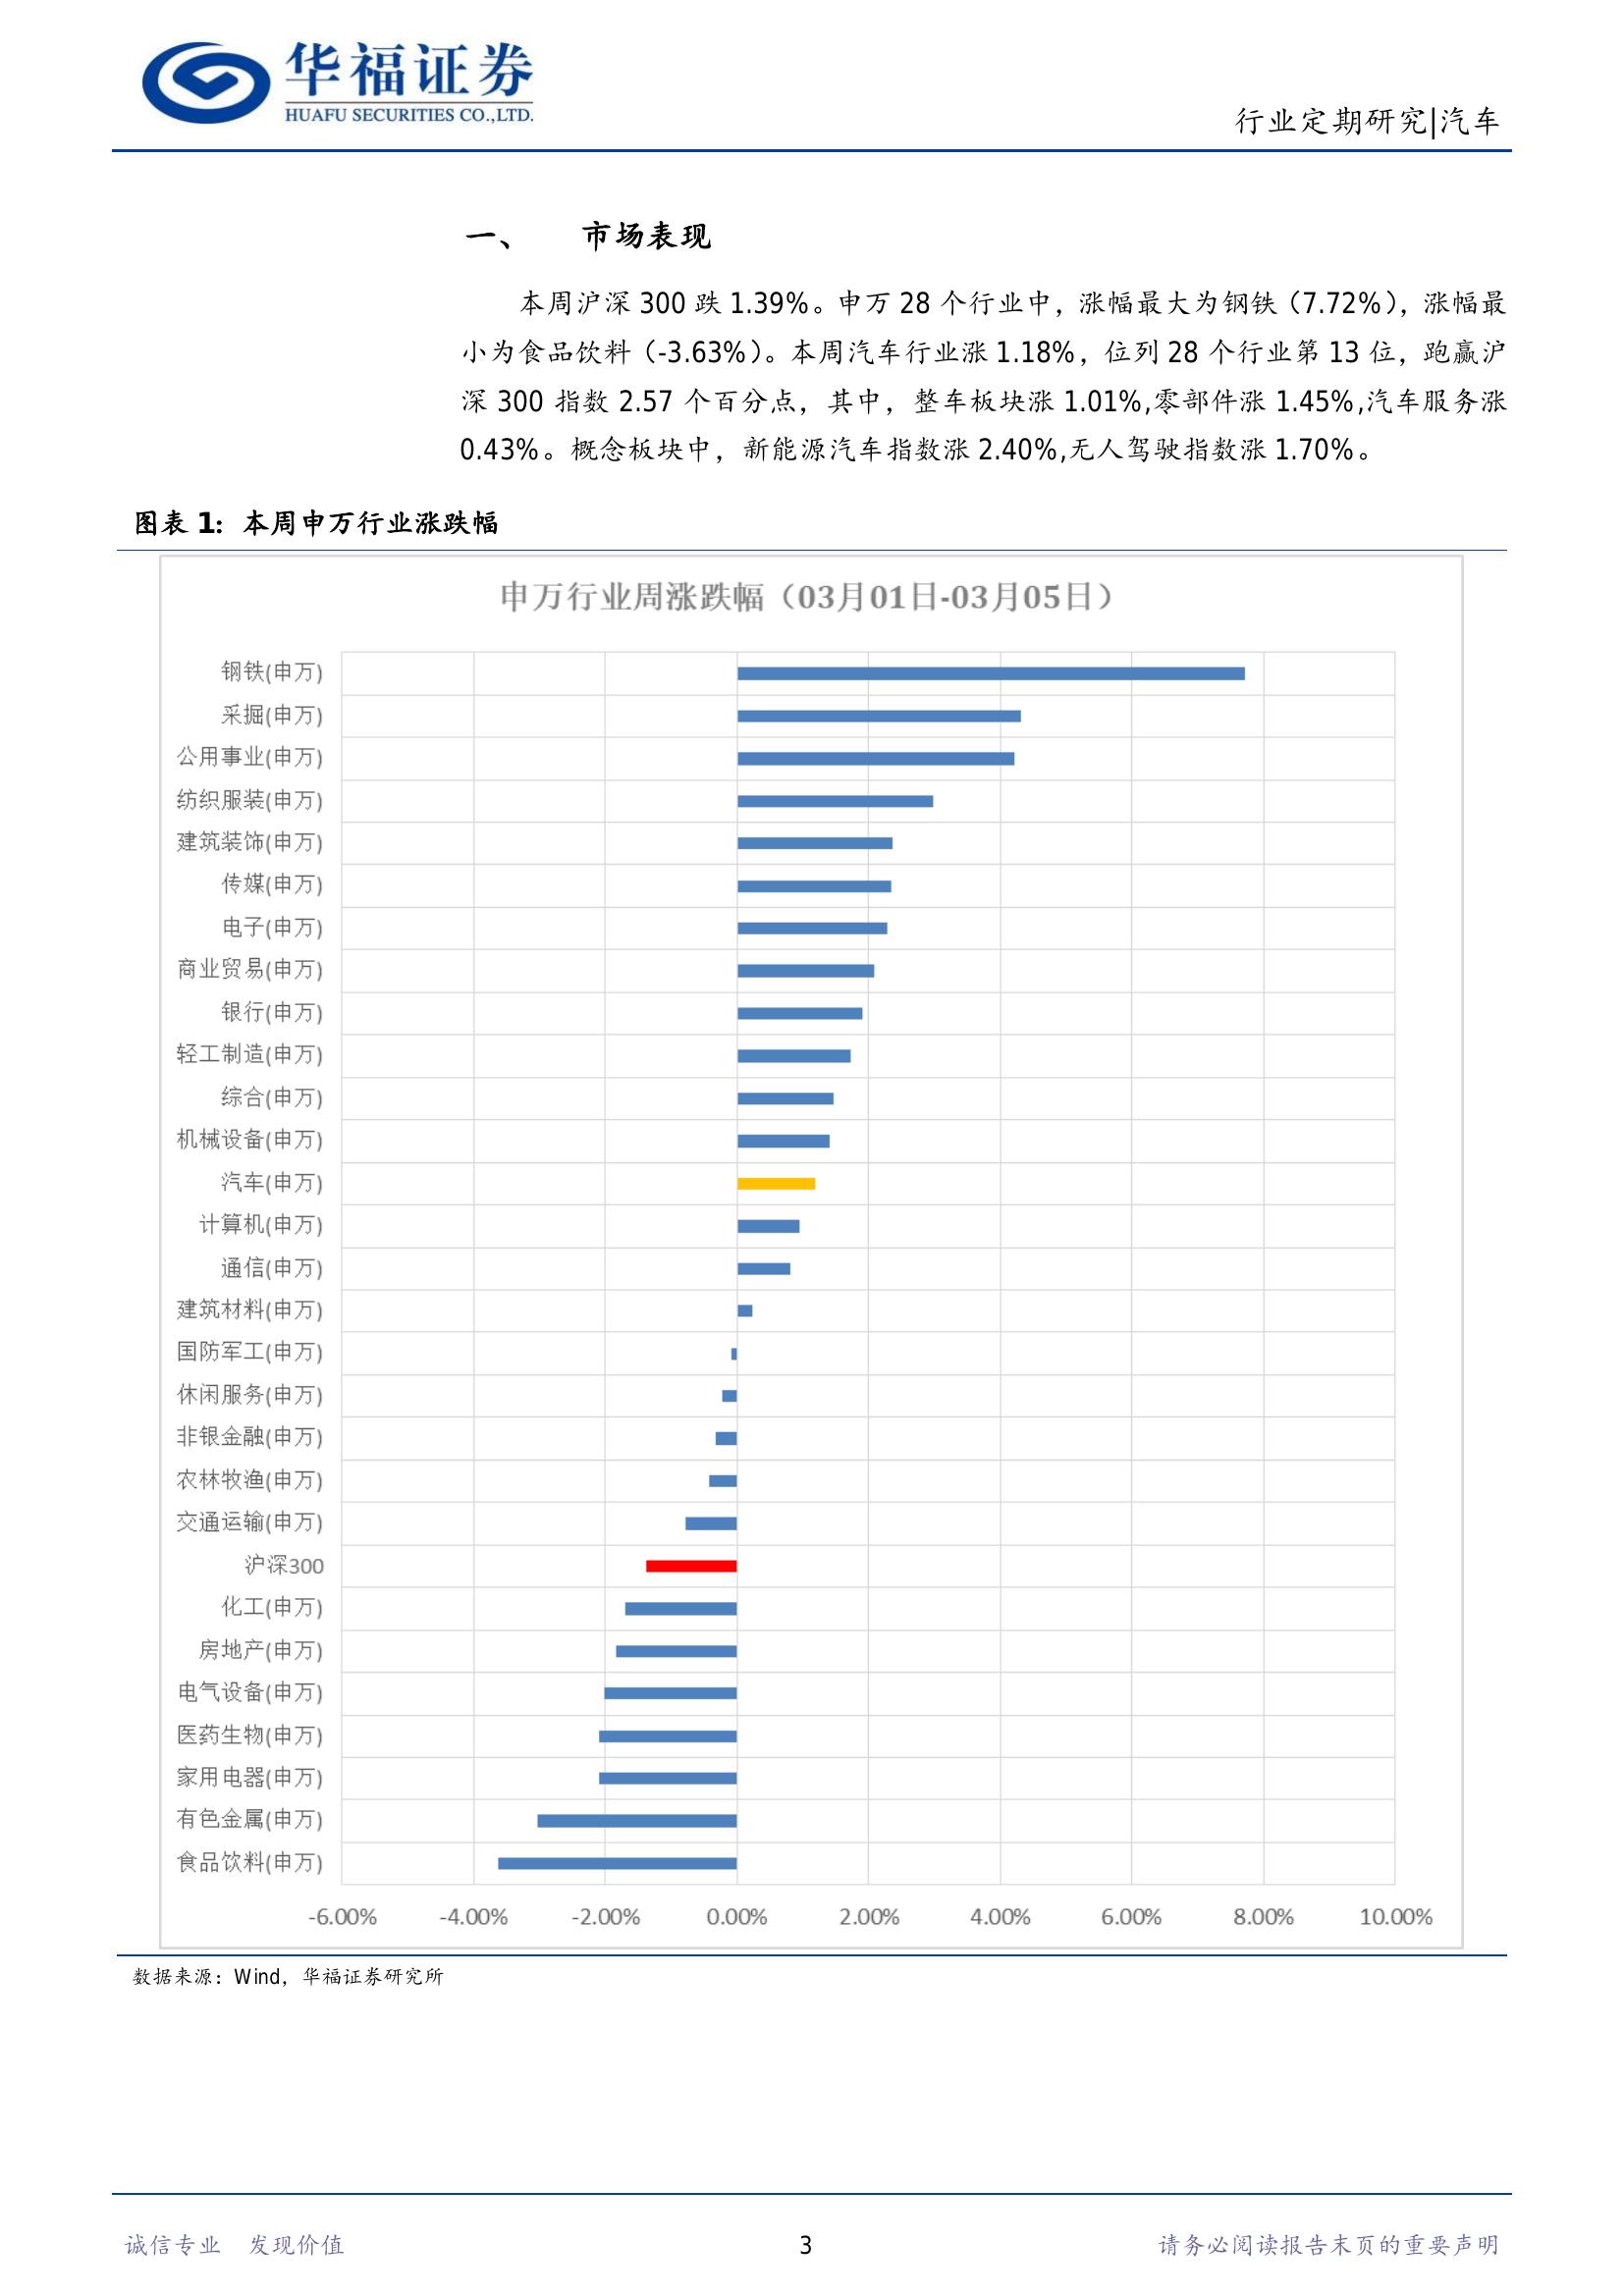 华福证券
HUAFU SECURITIES CO.,LTD.
行业定期研究|汽车
一、 市场表现
本周沪深 300 跌 1.39%。申万 28 个行业中，涨幅最大为钢铁（7.72%），涨幅最
小为食品饮料（-3.63%）。本周汽车行业涨 1.18%，位列 28 个行业第 13 位，跑赢沪
深 300 指数 2.57 个百分点，其中，整车板块涨 1.01%,零部件涨 1.45%,汽车服务涨
0.43%。概念板块中，新能源汽车指数涨 2.40%,无人驾驶指数涨 1.70%。
图表 1：本周申万行业涨跌幅
申万行业周涨跌幅（03月01日-03月05日）
钢铁(申万)
采掘(申万)
公用事业(申万)
纺织服装(申万)
建筑装饰(申万)
传媒(申万)
电子(申万)
商业贸易(申万)
银行(申万)
轻工制造(申万)
综合(申万)
机械设备(申万)
汽车(申万)
计算机(申万)
通信(申万)
建筑材料(申万)
国防军工(申万)
休闲服务(申万)
非银金融(申万)
农林牧渔(申万)
交通运输(申万)
沪深300
化工(申万)
房地产(申万)
电气设备(申万)
医药生物(申万)
家用电器(申万)
有色金属(申万)
食品饮料(申万)
-6.00% -4.00% -2.00% 0.00% 2.00% 4.00% 6.00% 8.00% 10.00%
数据来源：Wind，华福证券研究所
诚信专业 发现价值 3 请务必阅读报告末页的重要声明